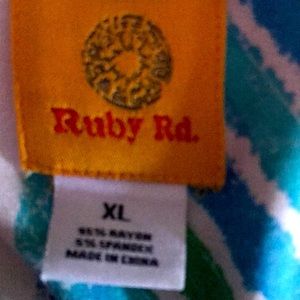 Ruby Rd.
XL
95% RAYON
5% SPANDEX
MADE IN CHINA